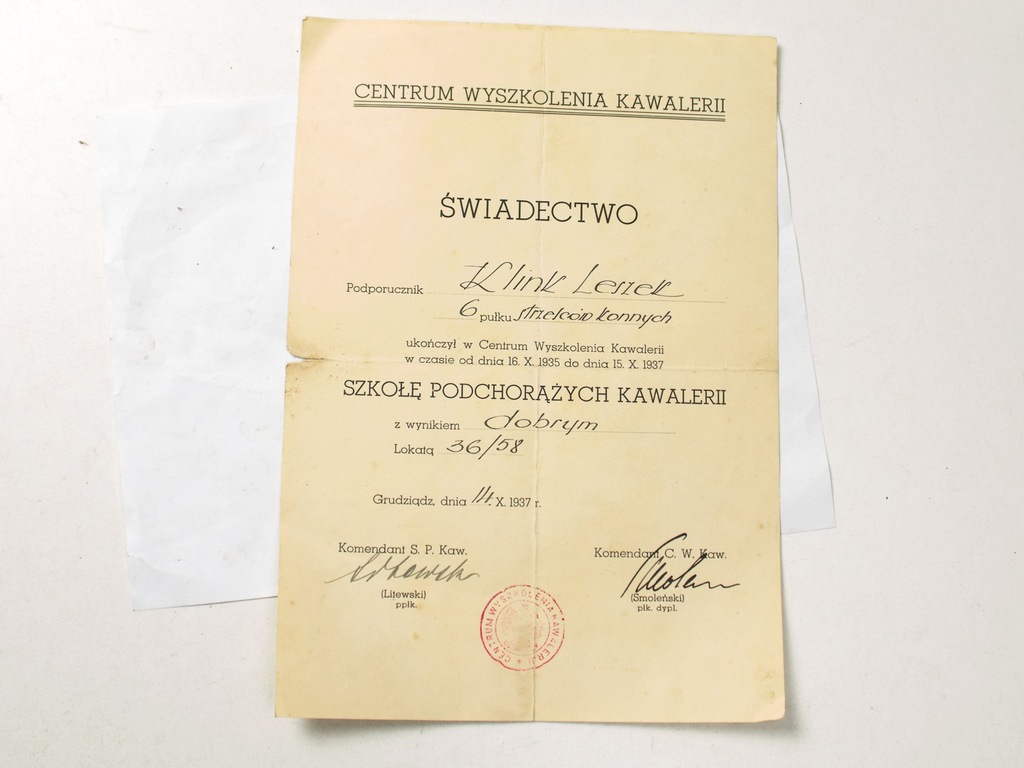 CENTRUM WYSZKOLENIA KAWALERII
ŚWIADECTWO
Podporucznik Klink Leszek
6 pułku strzelców konnych
ukończył w Centrum Wyszkolenia Kawalerii
w czasie od dnia 16. X. 1935 do dnia 15. X. 1937
SZKOŁĘ PODCHORĄŻYCH KAWALERII
z wynikiem dobrym
Lokatą 36/58
Grudziądz, dnia 14. X. 1937 r.
Komendant S. P. Kaw.
(Litewski)
ppłk.
Komendant C. W. Kaw.
(Smoleński)
płk. dypl.
CENTRUM WYSZKOLENIA KAWALERJI